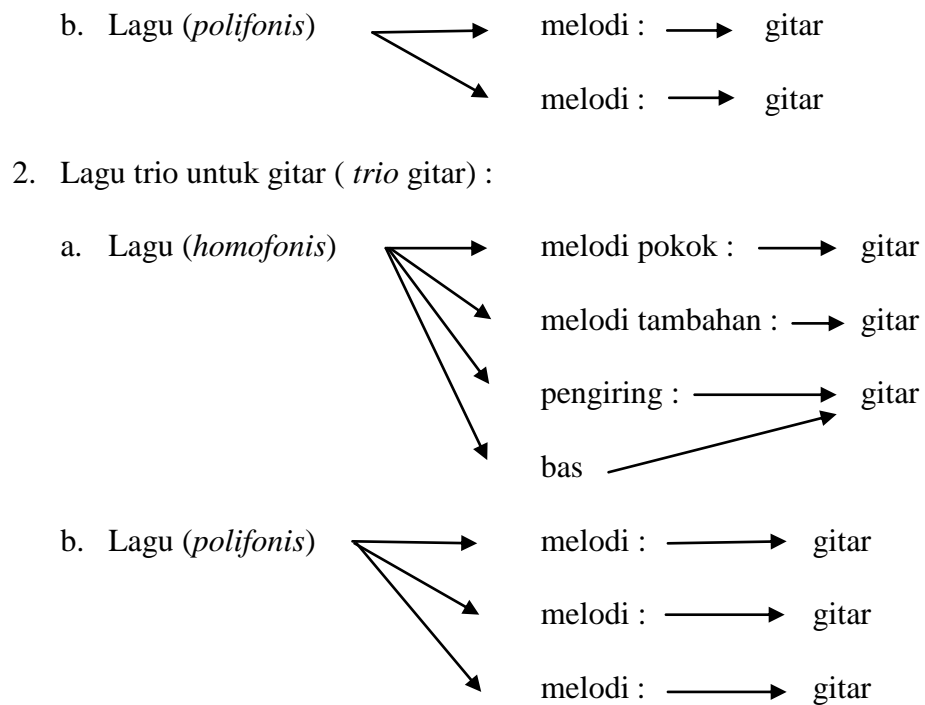 b. Lagu (polifonis) melodi : gitar
melodi : gitar
2. Lagu trio untuk gitar ( trio gitar) :
a. Lagu (homofonis) melodi pokok : gitar
melodi tambahan : gitar
pengiring : gitar
bas
b. Lagu (polifonis) melodi : gitar
melodi : gitar
melodi : gitar